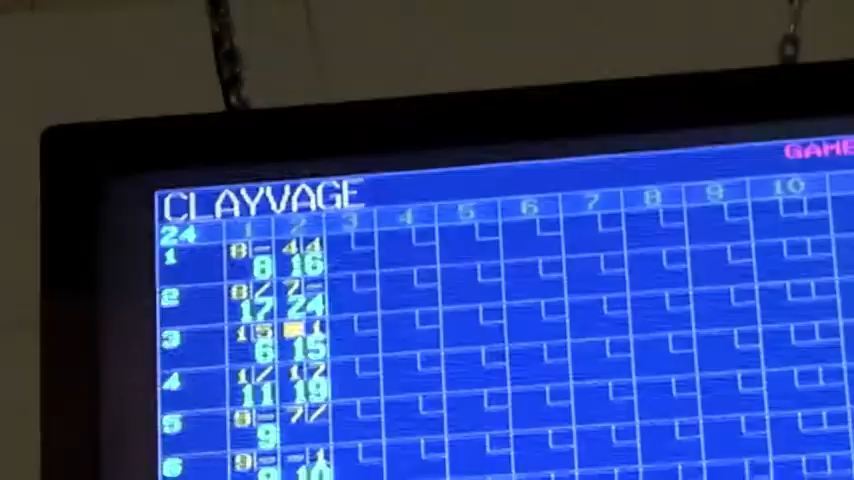 CLAYVAGE
GAME
24 1 2 3 4 5 6 7 8 9 10
1 8 - 4 4
8 16
2 8 / 7 -
17 24
3 1 5 1
6 15
4 1 / 1 7
11 19
5 - 7 /
9
6 9 - - 1
9 10